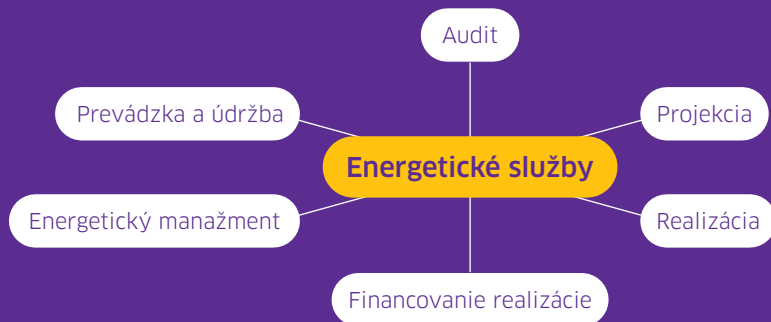 Audit
Prevádzka a údržba
Projekcia
Energetické služby
Energetický manažment
Realizácia
Financovanie realizácie